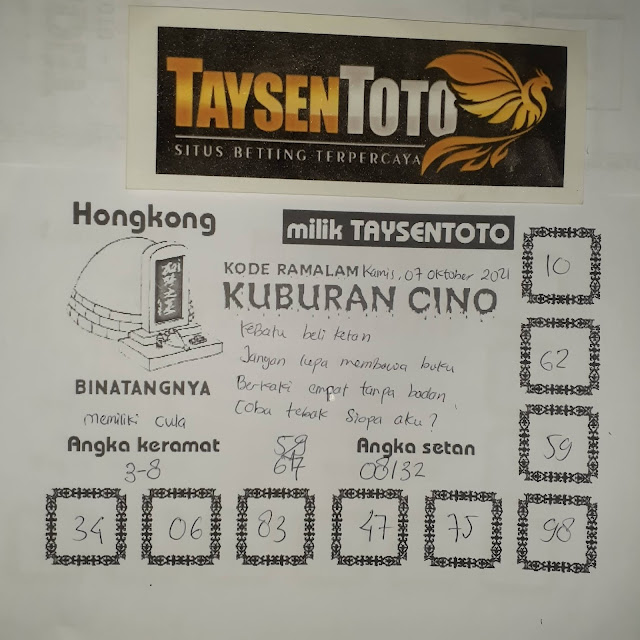 TAYSENTOTO
SITUS BETTING TERPERCAYA
Hongkong
milik TAYSENTOTO
KODE RAMALAM Kamis, 07 Oktober 2021
KUBURAN CINO
10
KeBatu beli ketan
Jangan lupa membawa buku
62
BINATANGNYA
Berkaki empat tanpa badan
memiliki cula
Coba tebak Siapa aku?
59
Angka keramat
59
Angka setan
3-8
08132
34
06
83
47
75
98